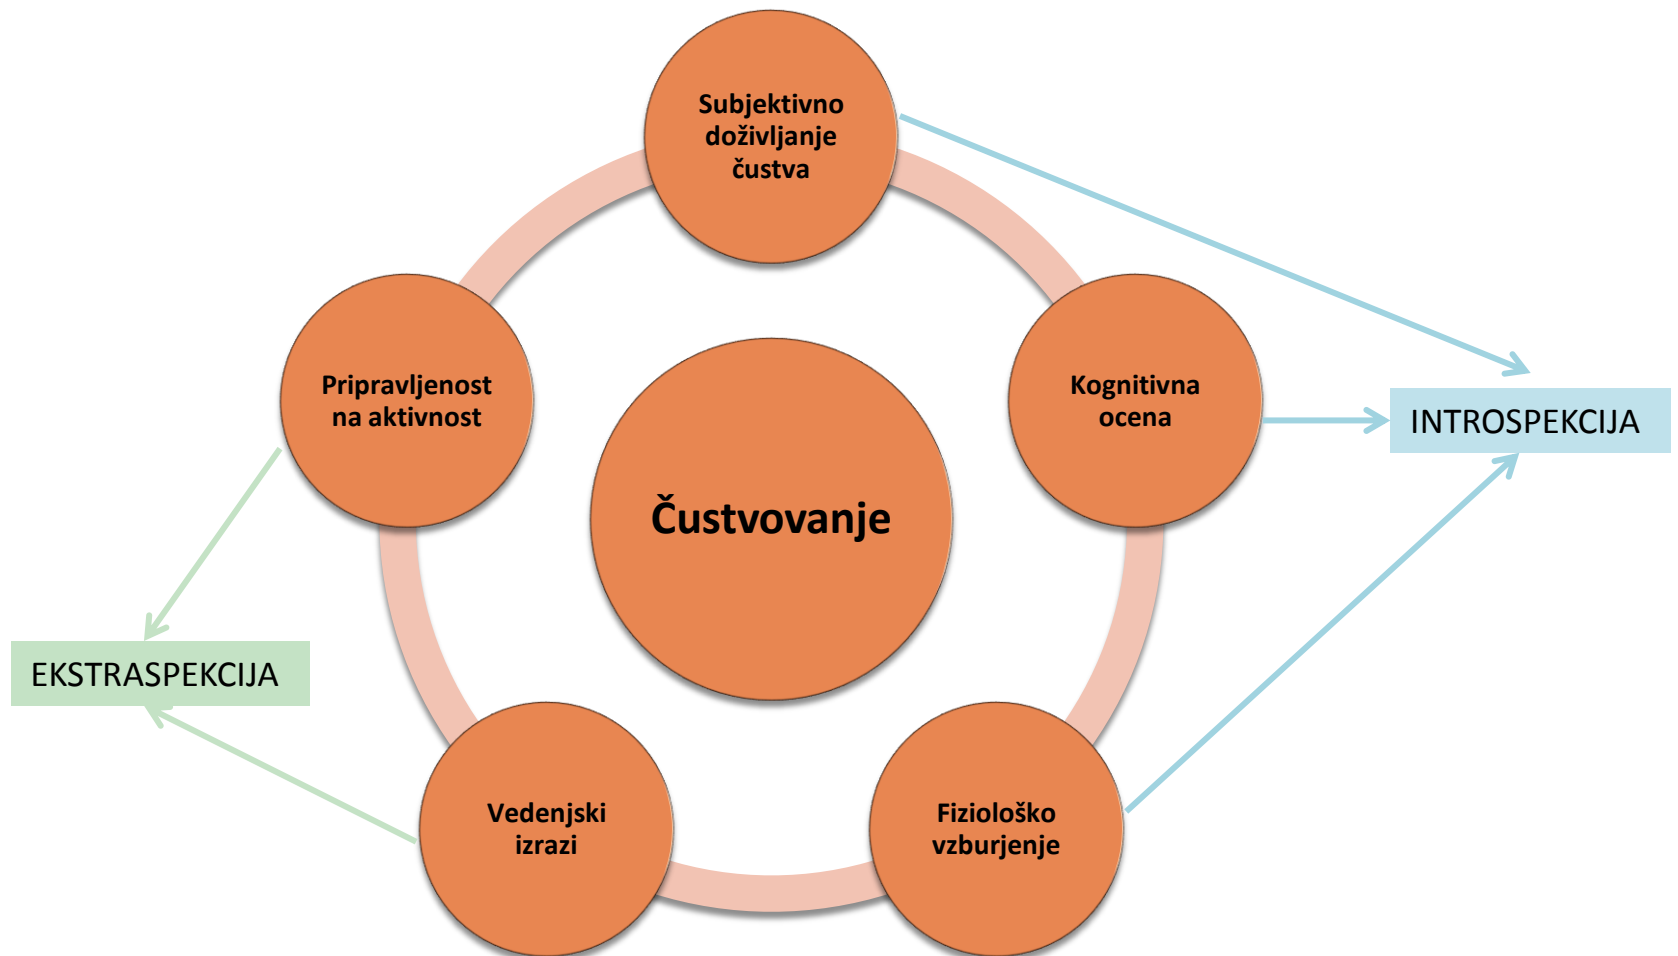 Subjektivno
doživljanje
čustva
Pripravljenost
na aktivnost
Kognitivna
ocena
INTROSPEKCIJA
Čustvovanje
EKSTRASPEKCIJA
Vedenjski
izrazi
Fiziološko
vzburjenje